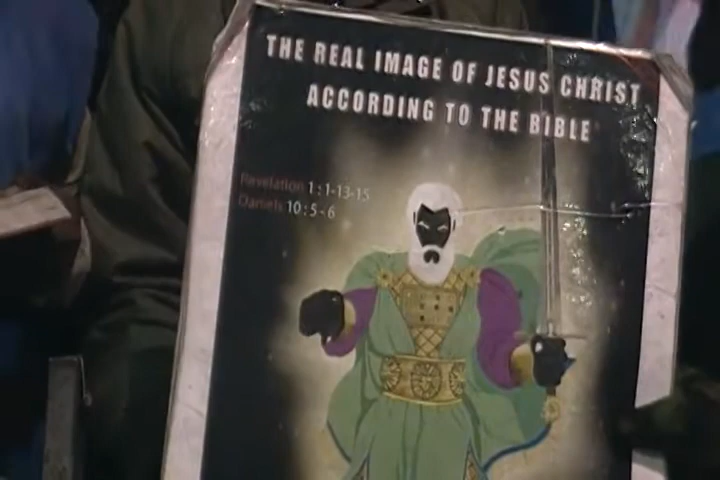 THE REAL IMAGE OF JESUS CHRIST
ACCORDING TO THE BIBLE
Revelation 1:1-13-15
Daniels 10:5-6